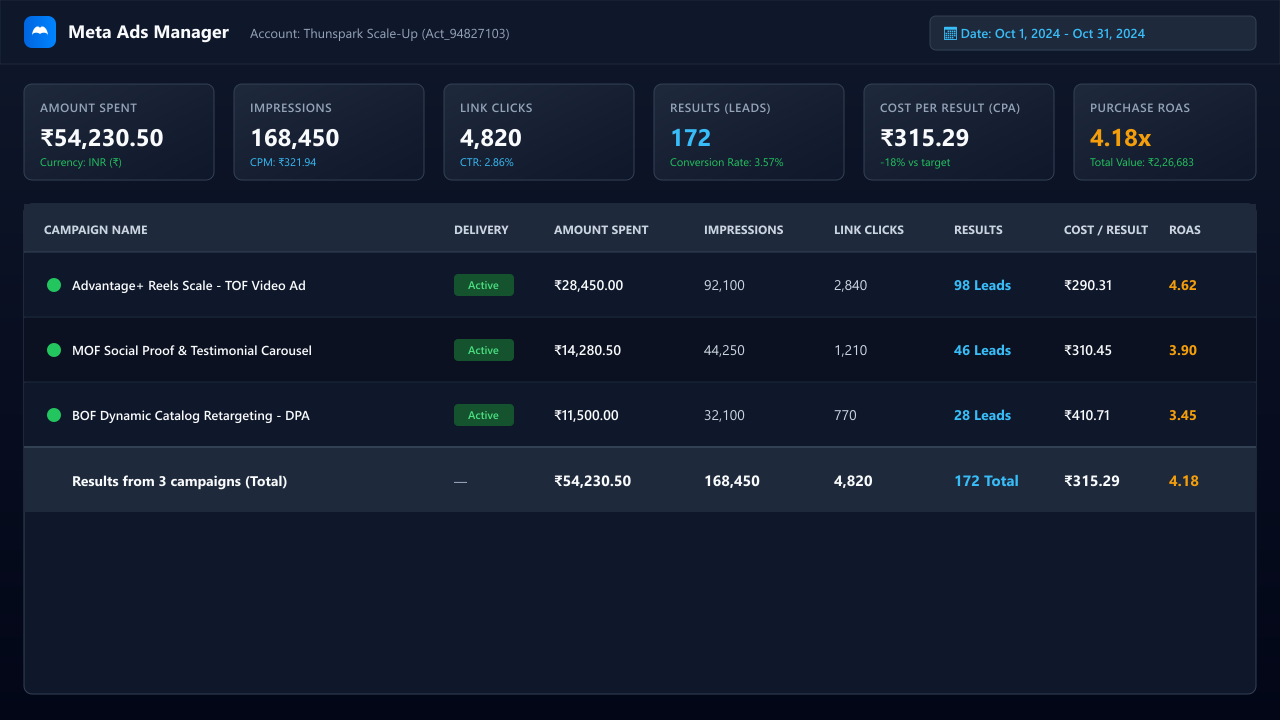 Meta Ads Manager
Account: Thunspark Scale-Up (Act_94827103)
Date: Oct 1, 2024 - Oct 31, 2024
AMOUNT SPENT
₹54,230.50
Currency: INR (₹)
IMPRESSIONS
168,450
CPM: ₹321.94
LINK CLICKS
4,820
CTR: 2.86%
RESULTS (LEADS)
172
Conversion Rate: 3.57%
COST PER RESULT (CPA)
₹315.29
-18% vs target
PURCHASE ROAS
4.18x
Total Value: ₹2,26,683
CAMPAIGN NAME DELIVERY AMOUNT SPENT IMPRESSIONS LINK CLICKS RESULTS COST / RESULT ROAS
Advantage+ Reels Scale - TOF Video Ad Active ₹28,450.00 92,100 2,840 98 Leads ₹290.31 4.62
MOF Social Proof & Testimonial Carousel Active ₹14,280.50 44,250 1,210 46 Leads ₹310.45 3.90
BOF Dynamic Catalog Retargeting - DPA Active ₹11,500.00 32,100 770 28 Leads ₹410.71 3.45
Results from 3 campaigns (Total) — ₹54,230.50 168,450 4,820 172 Total ₹315.29 4.18